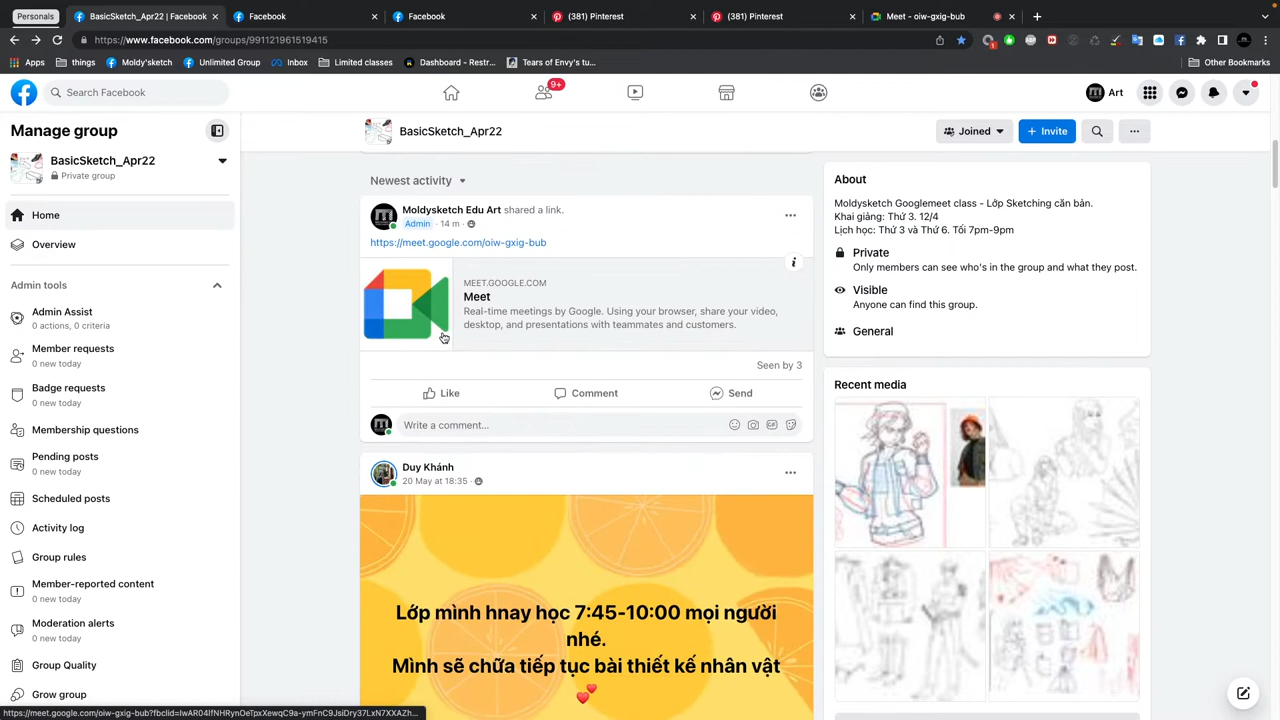 Personals
BasicSketch_Apr22 | Facebook
Facebook
Facebook
(381) Pinterest
(381) Pinterest
Meet - oiw-gxig-bub
https://www.facebook.com/groups/991121961519415
Apps
things
Moldy'sketch
Unlimited Group
Inbox
Limited classes
Dashboard - Restr...
Tears of Envy's tu...
Other Bookmarks
Search Facebook
9+
Art
Manage group
BasicSketch_Apr22
Private group
Home
Overview
Admin tools
Admin Assist
0 actions, 0 criteria
Member requests
0 new today
Badge requests
0 new today
Membership questions
Pending posts
0 new today
Scheduled posts
Activity log
Group rules
Member-reported content
0 new today
Moderation alerts
0 new today
Group Quality
Grow group
BasicSketch_Apr22
Joined
+ Invite
Newest activity
Moldysketch Edu Art shared a link.
Admin · 14 m ·
https://meet.google.com/oiw-gxig-bub
MEET.GOOGLE.COM
Meet
Real-time meetings by Google. Using your browser, share your video,
desktop, and presentations with teammates and customers.
Seen by 3
Like
Comment
Send
Write a comment...
Duy Khánh
20 May at 18:35 ·
Lớp mình hnay học 7:45-10:00 mọi người
nhé.
Mình sẽ chữa tiếp tục bài thiết kế nhân vật
About
Moldysketch Googlemeet class - Lớp Sketching căn bản.
Khai giảng: Thứ 3. 12/4
Lịch học: Thứ 3 và Thứ 6. Tối 7pm-9pm
Private
Only members can see who's in the group and what they post.
Visible
Anyone can find this group.
General
Recent media